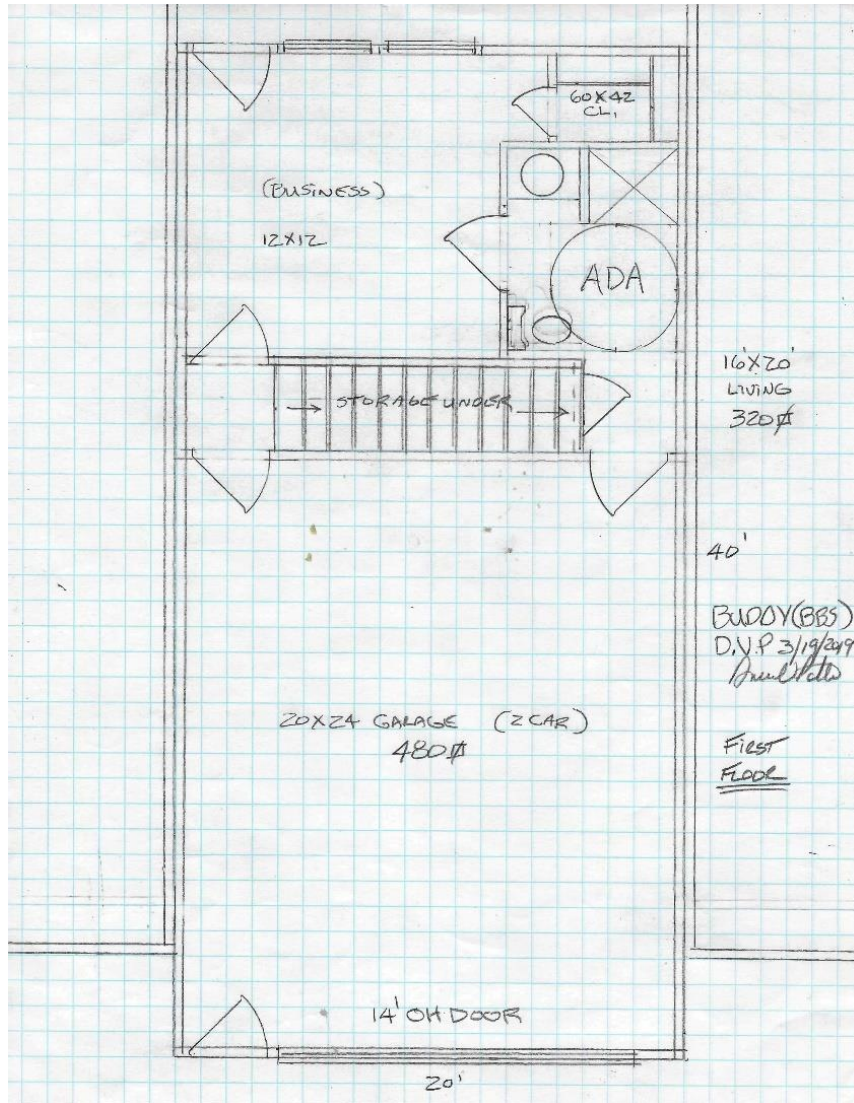 60X42
CL.
(BUSINESS)
12X12
ADA
16'X20'
LIVING
320⌀
STORAGE UNDER
40'
BUDDY(BBS)
D.V.P 3/19/2019
20X24 GARAGE (2 CAR)
480⌀
FIRST
FLOOR
14' OH DOOR
20'